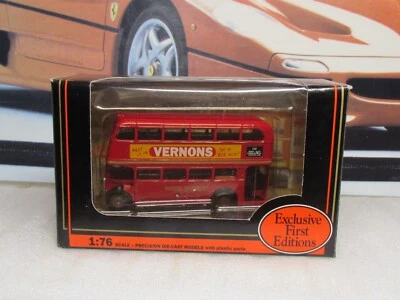 VERNONS
Exclusive
First
Editions
1:76 SCALE - PRECISION DIE-CAST MODELS with plastic parts